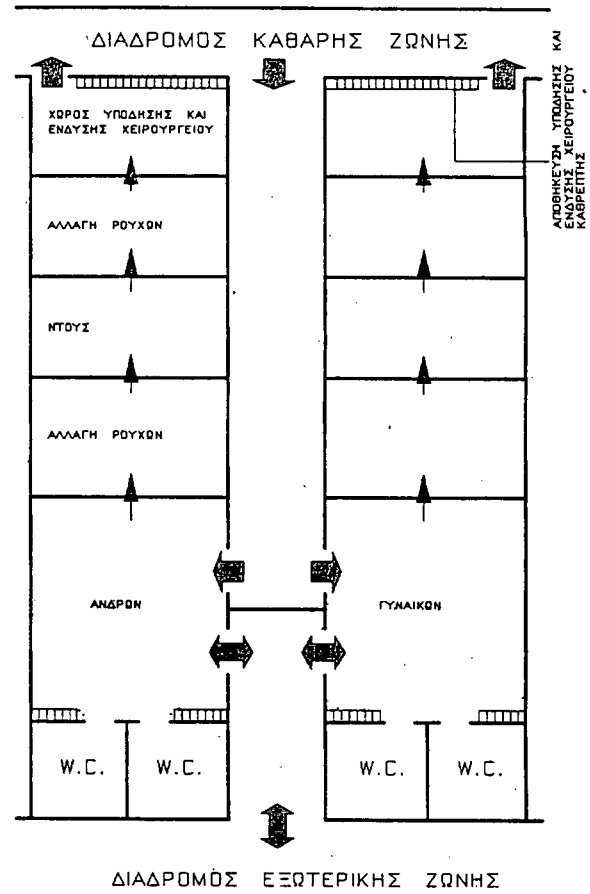 ΔΙΑΔΡΟΜΟΣ ΚΑΘΑΡΗΣ ΖΩΝΗΣ
ΧΩΡΟΣ ΥΠΟΔΗΣΗΣ ΚΑΙ
ΕΝΔΥΣΗΣ ΧΕΙΡΟΥΡΓΕΙΟΥ
ΑΠΟΘΗΚΕΥΣΗ ΥΠΟΔΗΣΗΣ ΚΑΙ
ΕΝΔΥΣΗΣ ΧΕΙΡΟΥΡΓΕΙΟΥ
ΚΑΘΡΕΠΤΗΣ
ΑΛΛΑΓΗ ΡΟΥΧΩΝ
ΝΤΟΥΣ
ΑΛΛΑΓΗ ΡΟΥΧΩΝ
ΑΝΔΡΩΝ
ΓΥΝΑΙΚΩΝ
W.C.
W.C.
W.C.
W.C.
ΔΙΑΔΡΟΜΟΣ ΕΞΩΤΕΡΙΚΗΣ ΖΩΝΗΣ